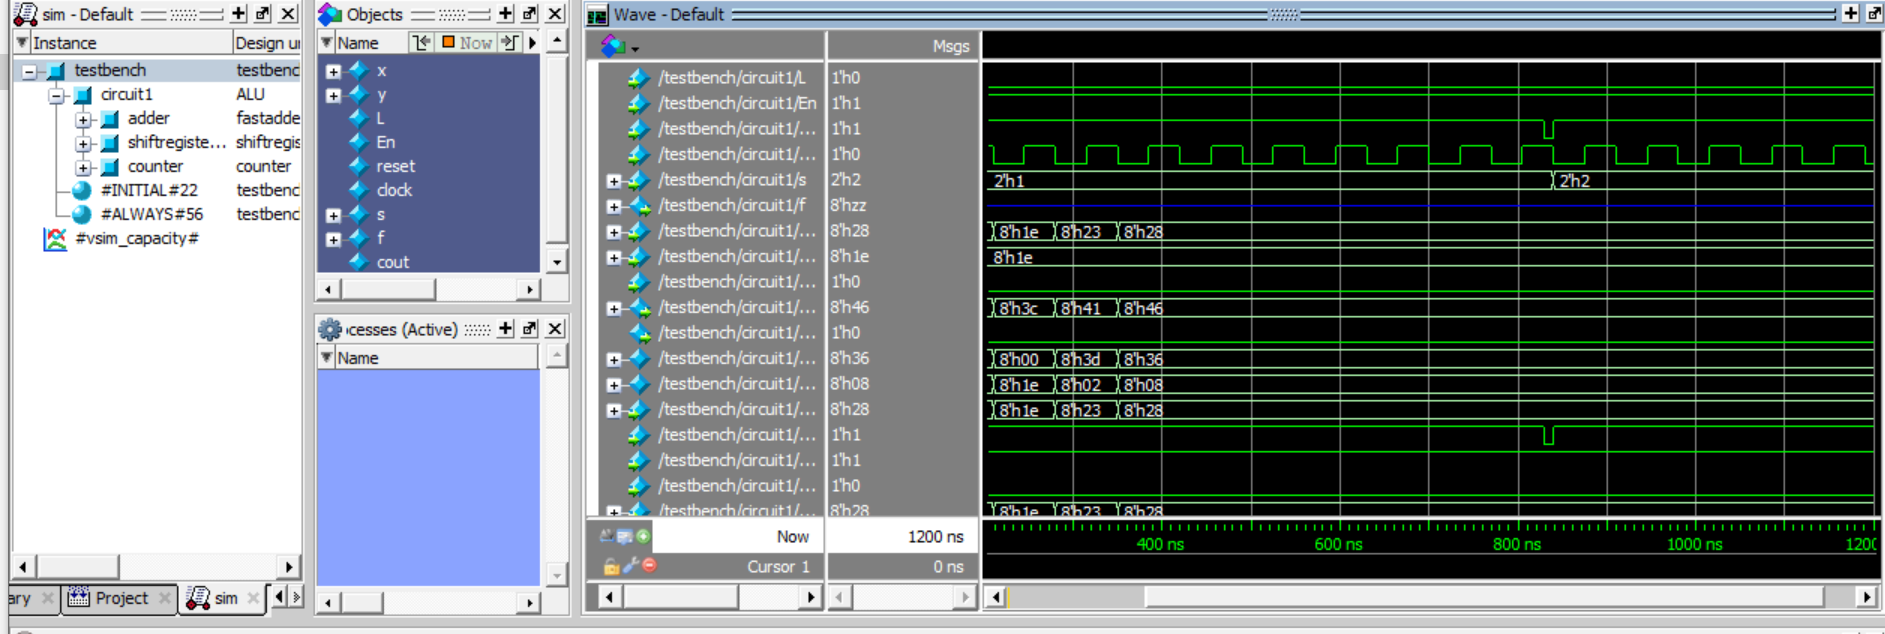 sim - Default
Instance Design un
testbench testbenc
circuit1 ALU
adder fastadde
shiftregiste... shiftregis
counter counter
#INITIAL#22 testbenc
#ALWAYS#56 testbenc
#vsim_capacity#
ary Project sim
Objects
Name Now
x
y
L
En
reset
clock
s
f
cout
cesses (Active)
Name
Wave - Default
Msgs
/testbench/circuit1/L 1'h0
/testbench/circuit1/En 1'h1
/testbench/circuit1/... 1'h1
/testbench/circuit1/... 1'h0
/testbench/circuit1/s 2'h2 2'h1 2'h2
/testbench/circuit1/f 8'hzz
/testbench/circuit1/... 8'h28 8'h1e 8'h23 8'h28
/testbench/circuit1/... 8'h1e 8'h1e
/testbench/circuit1/... 1'h0
/testbench/circuit1/... 8'h46 8'h3c 8'h41 8'h46
/testbench/circuit1/... 1'h0
/testbench/circuit1/... 8'h36 8'h00 8'h3d 8'h36
/testbench/circuit1/... 8'h08 8'h1e 8'h02 8'h08
/testbench/circuit1/... 8'h28 8'h1e 8'h23 8'h28
/testbench/circuit1/... 1'h1
/testbench/circuit1/... 1'h1
/testbench/circuit1/... 1'h0
/testbench/circuit1/... 8'h28 8'h1e 8'h23 8'h28
Now 1200 ns 400 ns 600 ns 800 ns 1000 ns 1200
Cursor 1 0 ns